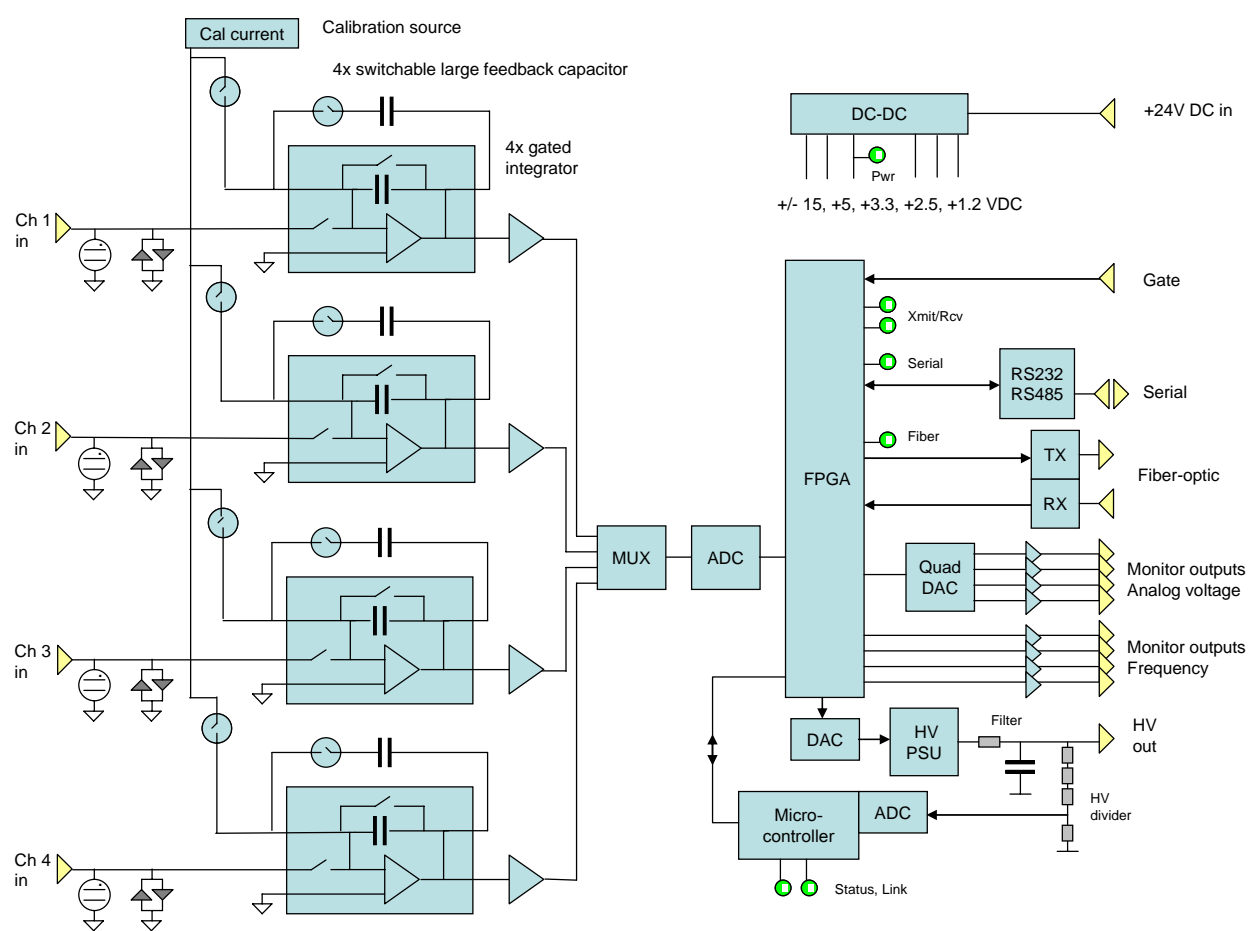 Cal current
Calibration source
4x switchable large feedback capacitor
4x gated
integrator
Ch 1
in
Ch 2
in
Ch 3
in
Ch 4
in
MUX
ADC
DC-DC
+24V DC in
Pwr
+/- 15, +5, +3.3, +2.5, +1.2 VDC
FPGA
Gate
Xmit/Rcv
Serial
RS232
RS485
Serial
Fiber
TX
RX
Fiber-optic
Quad
DAC
Monitor outputs
Analog voltage
Monitor outputs
Frequency
DAC
HV
PSU
Filter
HV
out
HV
divider
Micro-
controller
ADC
Status, Link